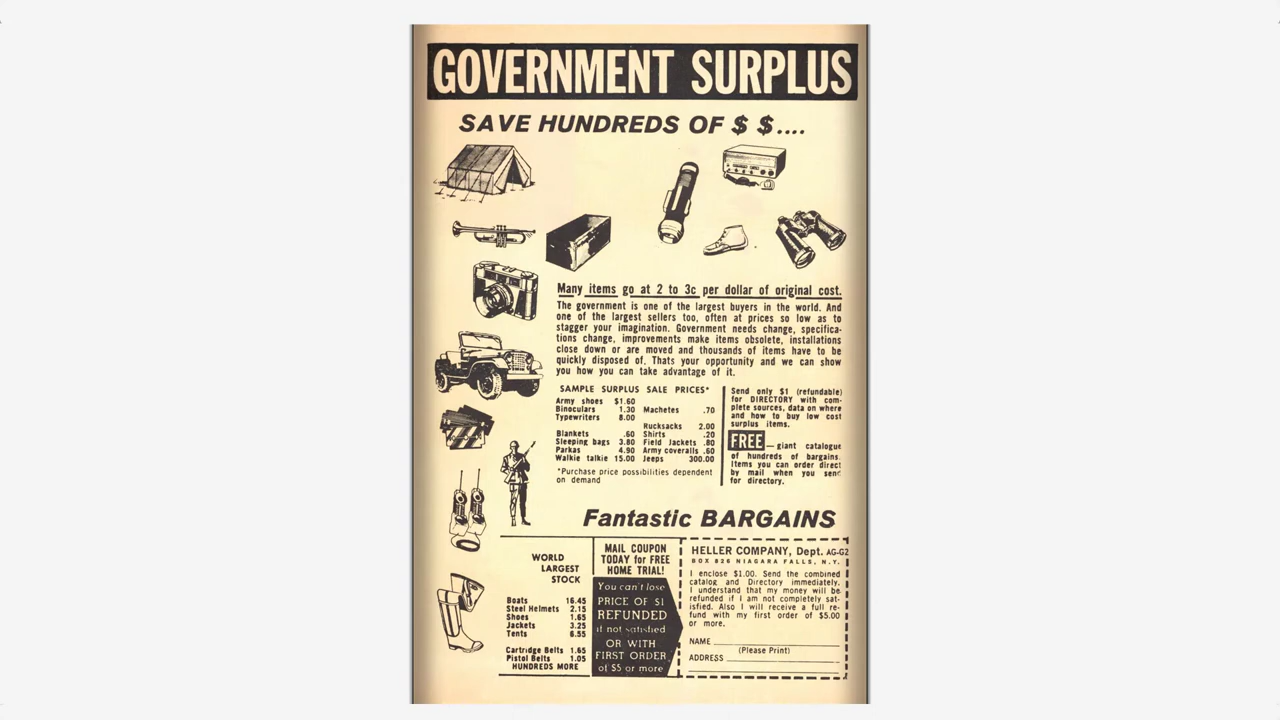 GOVERNMENT SURPLUS
SAVE HUNDREDS OF $ $....
Many items go at 2 to 3c per dollar of original cost.
The government is one of the largest buyers in the world. And
one of the largest sellers too, often at prices so low as to
stagger your imagination. Government needs change, specifica-
tions change, improvements make items obsolete, installations
close down or are moved and thousands of items have to be
quickly disposed of. Thats your opportunity and we can show
you how you can take advantage of it.
SAMPLE SURPLUS SALE PRICES*
Army shoes $1.60
Binoculars 1.30
Typewriters 8.00
Blankets .60
Sleeping bags 3.80
Parkas 4.90
Walkie talkie 15.00
Machetes .70
Rucksacks 2.00
Shirts .20
Field Jackets .80
Army coveralls .60
Jeeps 300.00
*Purchase price possibilities dependent
on demand
Send only $1 (refundable)
for DIRECTORY with com-
plete sources, data on where
and how to buy low cost
surplus items.
FREE — giant catalogue
of hundreds of bargains.
Items you can order direct
by mail when you send
for directory.
Fantastic BARGAINS
WORLD
LARGEST
STOCK
Boats 16.45
Steel Helmets 2.15
Shoes 1.65
Jackets 3.25
Tents 6.55
Cartridge Belts 1.65
Pistol Belts 1.05
HUNDREDS MORE
MAIL COUPON
TODAY for FREE
HOME TRIAL!
You can't lose
PRICE OF $1
REFUNDED
if not satisfied
OR WITH
FIRST ORDER
of $5 or more
HELLER COMPANY, Dept. AG-G2
BOX 826 NIAGARA FALLS, N.Y.
I enclose $1.00. Send the combined
catalog and Directory immediately.
I understand that my money will be
refunded if I am not completely sat-
isfied. Also I will receive a full re-
fund with my first order of $5.00
or more.
NAME
(Please Print)
ADDRESS